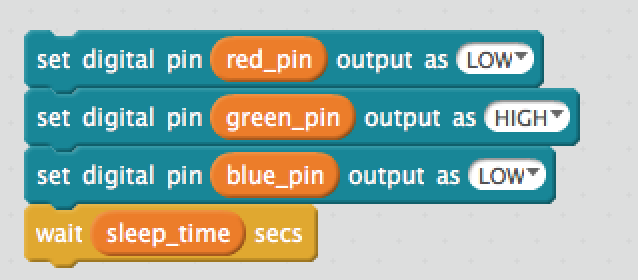 set digital pin red_pin output as LOW
set digital pin green_pin output as HIGH
set digital pin blue_pin output as LOW
wait sleep_time secs